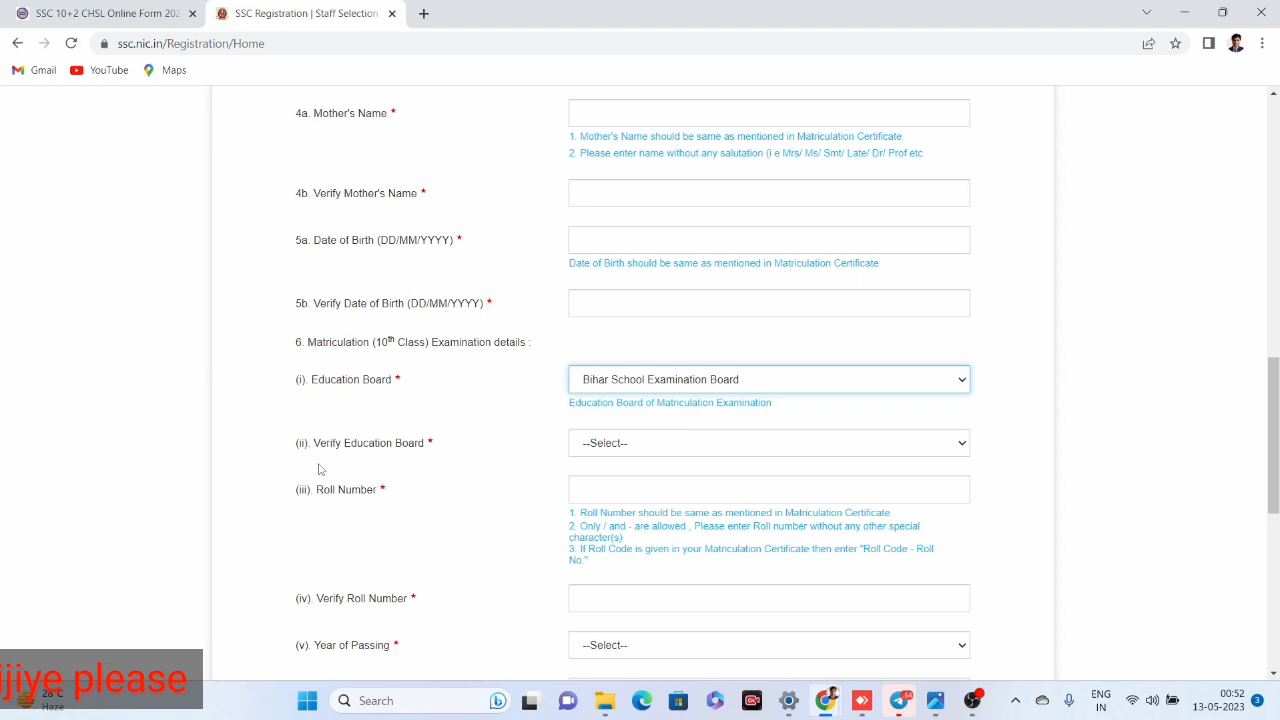 SSC 10+2 CHSL Online Form 202
SSC Registration | Staff Selection
ssc.nic.in/Registration/Home
Gmail
YouTube
Maps
4a. Mother's Name *
1. Mother's Name should be same as mentioned in Matriculation Certificate
2. Please enter name without any salutation (i e Mrs/ Ms/ Smt/ Late/ Dr/ Prof etc
4b. Verify Mother's Name *
5a. Date of Birth (DD/MM/YYYY) *
Date of Birth should be same as mentioned in Matriculation Certificate
5b. Verify Date of Birth (DD/MM/YYYY) *
6. Matriculation (10th Class) Examination details :
(i). Education Board *
Bihar School Examination Board
Education Board of Matriculation Examination
(ii). Verify Education Board *
--Select--
(iii). Roll Number *
1. Roll Number should be same as mentioned in Matriculation Certificate
2. Only / and - are allowed , Please enter Roll number without any other special
character(s)
3. If Roll Code is given in your Matriculation Certificate then enter "Roll Code - Roll
No."
(iv). Verify Roll Number *
(v). Year of Passing *
--Select--
ijiye please
28°C
Haze
Search
64
ENG
IN
00:52
13-05-2023
3